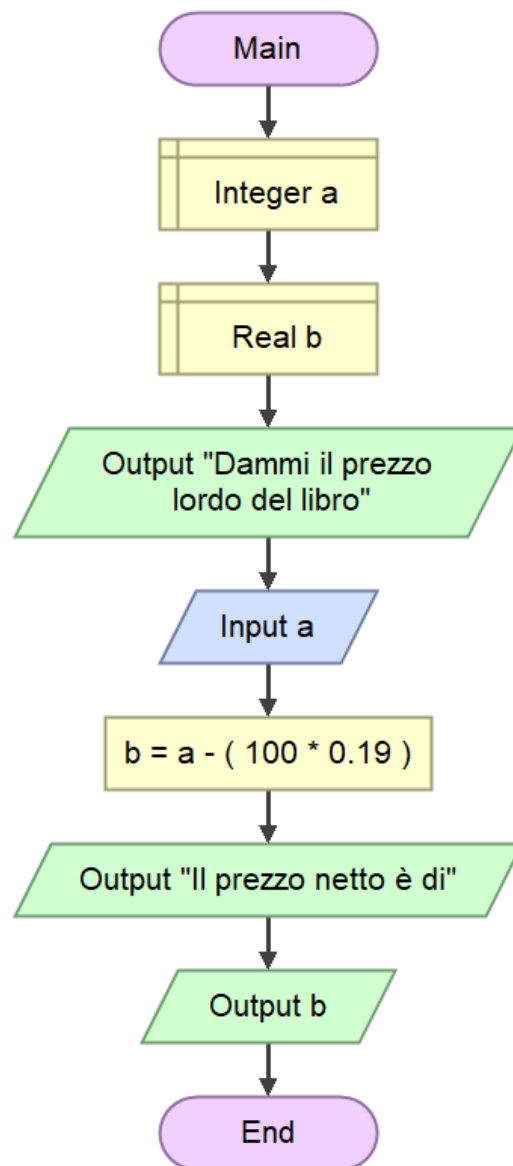 Main
Integer a
Real b
Output "Dammi il prezzo
lordo del libro"
Input a
b = a - ( 100 * 0.19 )
Output "Il prezzo netto è di"
Output b
End